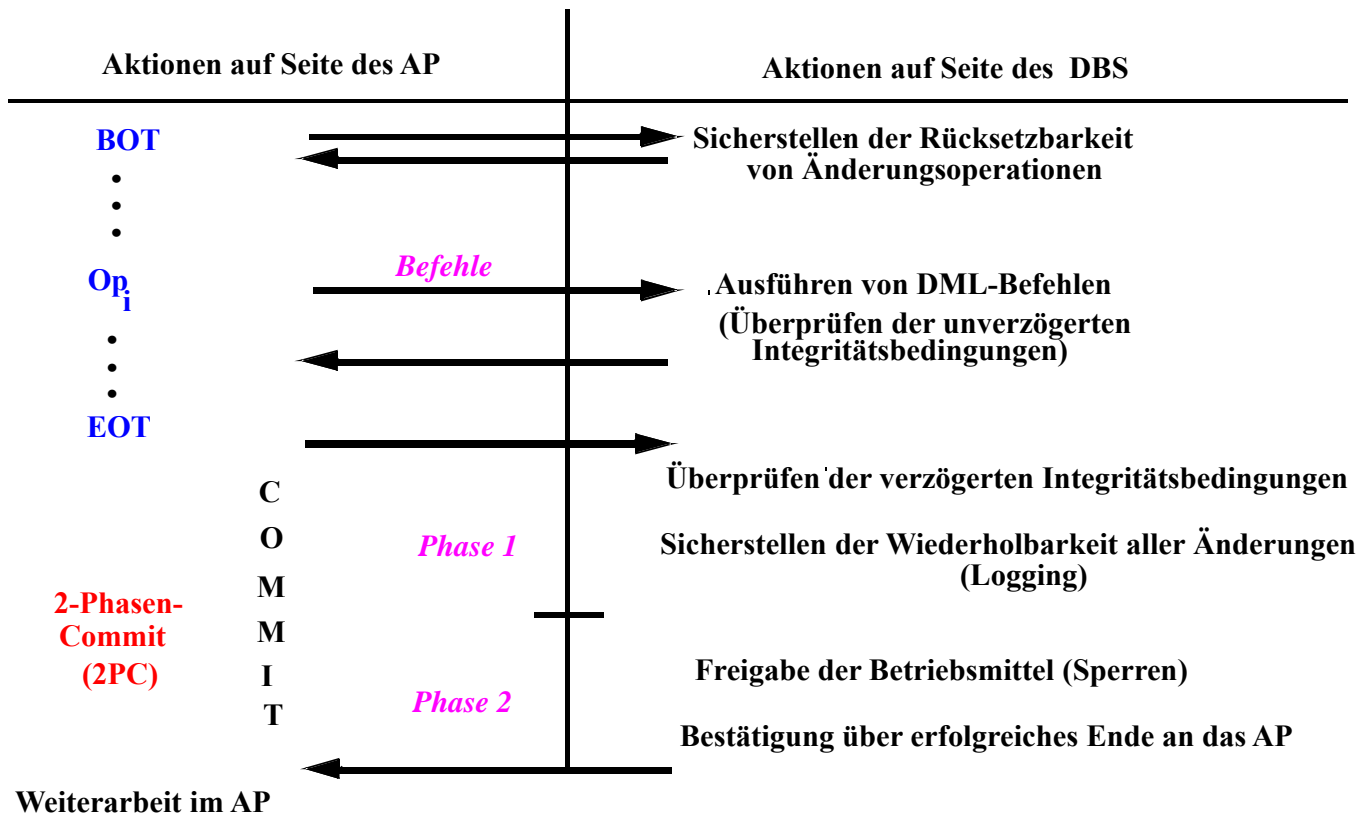 Aktionen auf Seite des AP
Aktionen auf Seite des DBS
BOT
Sicherstellen der Rücksetzbarkeit
von Änderungsoperationen
Befehle
Op i
Ausführen von DML-Befehlen
(Überprüfen der unverzögerten
Integritätsbedingungen)
EOT
Überprüfen der verzögerten Integritätsbedingungen
COMMIT
Phase 1
Sicherstellen der Wiederholbarkeit aller Änderungen
(Logging)
2-Phasen-
Commit
(2PC)
Freigabe der Betriebsmittel (Sperren)
Phase 2
Bestätigung über erfolgreiches Ende an das AP
Weiterarbeit im AP